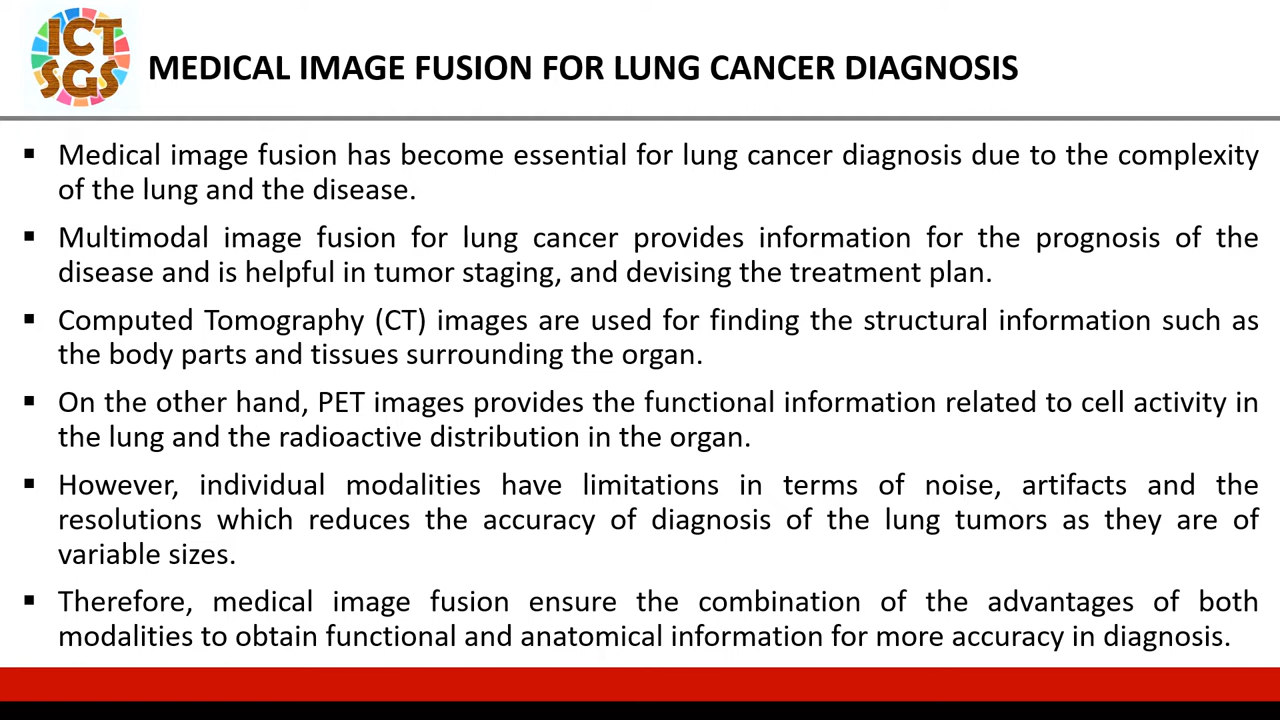 ICT
SGS
MEDICAL IMAGE FUSION FOR LUNG CANCER DIAGNOSIS
▪ Medical image fusion has become essential for lung cancer diagnosis due to the complexity
of the lung and the disease.
▪ Multimodal image fusion for lung cancer provides information for the prognosis of the
disease and is helpful in tumor staging, and devising the treatment plan.
▪ Computed Tomography (CT) images are used for finding the structural information such as
the body parts and tissues surrounding the organ.
▪ On the other hand, PET images provides the functional information related to cell activity in
the lung and the radioactive distribution in the organ.
▪ However, individual modalities have limitations in terms of noise, artifacts and the
resolutions which reduces the accuracy of diagnosis of the lung tumors as they are of
variable sizes.
▪ Therefore, medical image fusion ensure the combination of the advantages of both
modalities to obtain functional and anatomical information for more accuracy in diagnosis.